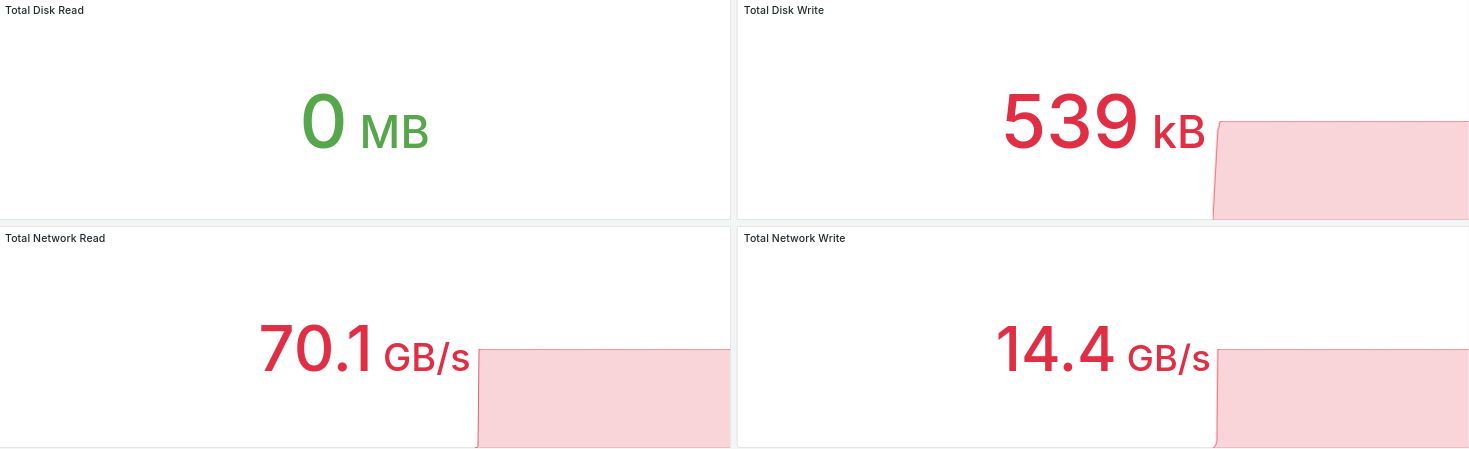 Total Disk Read
0 MB
Total Disk Write
539 kB
Total Network Read
70.1 GB/s
Total Network Write
14.4 GB/s